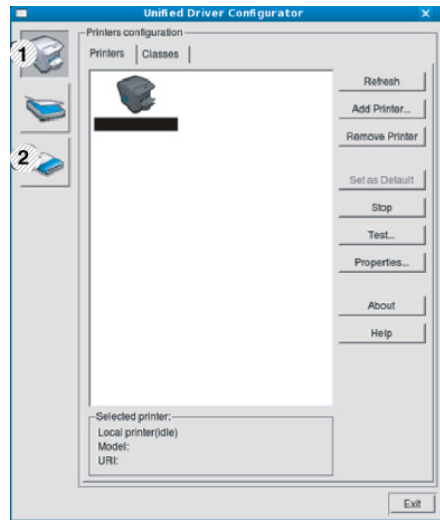 Unified Driver Configurator
Printers configuration
1
Printers
Classes
Refresh
Add Printer...
Remove Printer
2
Set as Default
Stop
Test...
Properties...
About
Help
Selected printer:
Local printer(idle)
Model:
URI:
Exit